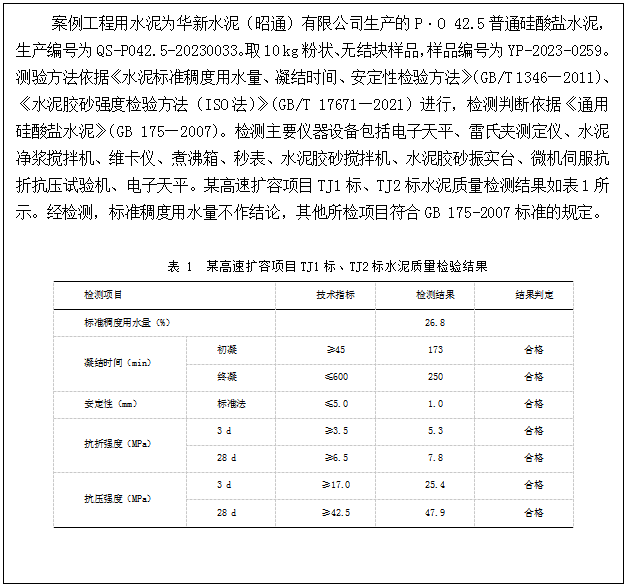 案例工程用水泥为华新水泥（昭通）有限公司生产的P·O 42.5普通硅酸盐水泥，
生产编号为QS-P042.5-20230033。取10kg粉状、无结块样品，样品编号为YP-2023-0259。
测验方法依据《水泥标准稠度用水量、凝结时间、安定性检验方法》(GB/T1346—2011)、
《水泥胶砂强度检验方法（ISO法）》(GB/T 17671—2021) 进行，检测判断依据《通用
硅酸盐水泥》(GB 175—2007)。检测主要仪器设备包括电子天平、雷氏夹测定仪、水泥
净浆搅拌机、维卡仪、煮沸箱、秒表、水泥胶砂搅拌机、水泥胶砂振实台、微机伺服抗
折抗压试验机、电子天平。某高速扩容项目TJ1标、TJ2标水泥质量检测结果如表1所
示。经检测，标准稠度用水量不作结论，其他所检项目符合GB 175-2007标准的规定。
表 1 某高速扩容项目TJ1标、TJ2标水泥质量检验结果
检测项目 技术指标 检测结果 结果判定
标准稠度用水量（%） 26.8
凝结时间（min） 初凝 ≥45 173 合格
终凝 ≤600 250 合格
安定性（mm） 标准法 ≤5.0 1.0 合格
抗折强度（MPa） 3 d ≥3.5 5.3 合格
28 d ≥6.5 7.8 合格
抗压强度（MPa） 3 d ≥17.0 25.4 合格
28 d ≥42.5 47.9 合格